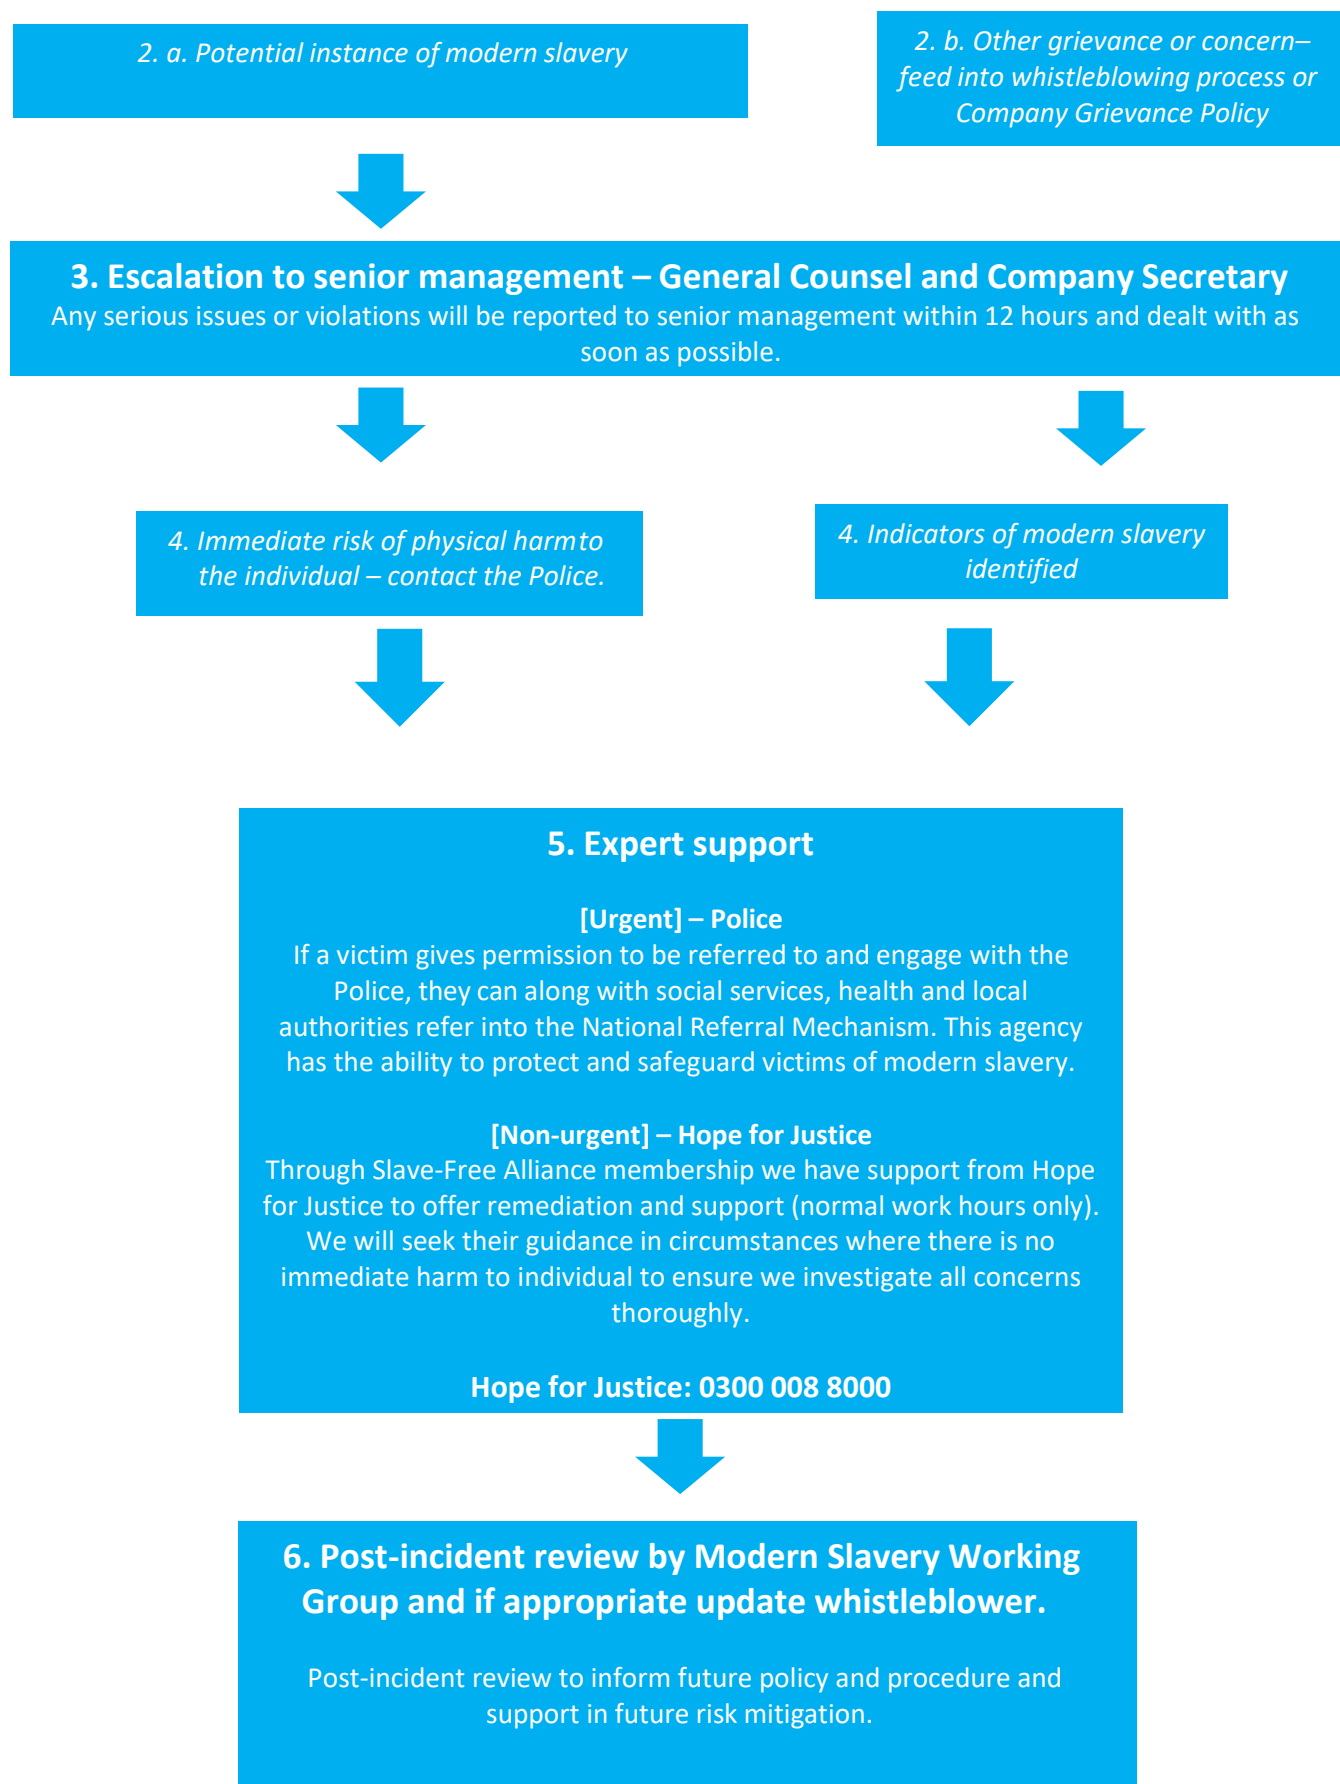 2. a. Potential instance of modern slavery
2. b. Other grievance or concern–
feed into whistleblowing process or
Company Grievance Policy
3. Escalation to senior management – General Counsel and Company Secretary
Any serious issues or violations will be reported to senior management within 12 hours and dealt with as
soon as possible.
4. Immediate risk of physical harm to
the individual – contact the Police.
4. Indicators of modern slavery
identified
5. Expert support
[Urgent] – Police
If a victim gives permission to be referred to and engage with the
Police, they can along with social services, health and local
authorities refer into the National Referral Mechanism. This agency
has the ability to protect and safeguard victims of modern slavery.
[Non-urgent] – Hope for Justice
Through Slave-Free Alliance membership we have support from Hope
for Justice to offer remediation and support (normal work hours only).
We will seek their guidance in circumstances where there is no
immediate harm to individual to ensure we investigate all concerns
thoroughly.
Hope for Justice: 0300 008 8000
6. Post-incident review by Modern Slavery Working
Group and if appropriate update whistleblower.
Post-incident review to inform future policy and procedure and
support in future risk mitigation.